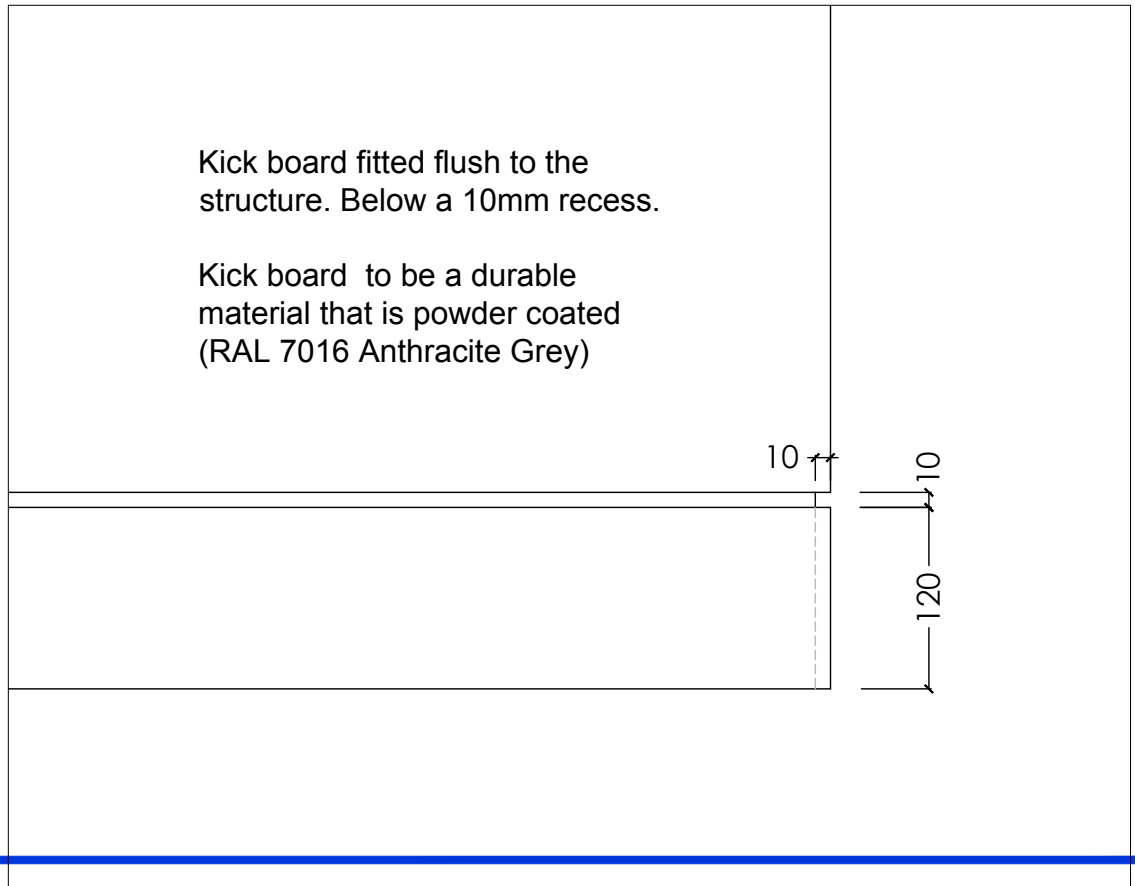 Kick board fitted flush to the
structure. Below a 10mm recess.
Kick board  to be a durable
material that is powder coated
(RAL 7016 Anthracite Grey)
10
10
120